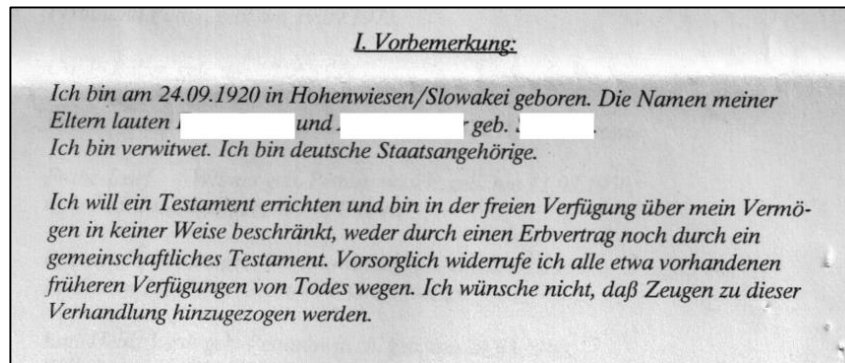 I. Vorbemerkung:
Ich bin am 24.09.1920 in Hohenwiesen/Slowakei geboren. Die Namen meiner
Eltern lauten und geb. .
Ich bin verwitwet. Ich bin deutsche Staatsangehörige.
Ich will ein Testament errichten und bin in der freien Verfügung über mein Vermö-
gen in keiner Weise beschränkt, weder durch einen Erbvertrag noch durch ein
gemeinschaftliches Testament. Vorsorglich widerrufe ich alle etwa vorhandenen
früheren Verfügungen von Todes wegen. Ich wünsche nicht, daß Zeugen zu dieser
Verhandlung hinzugezogen werden.